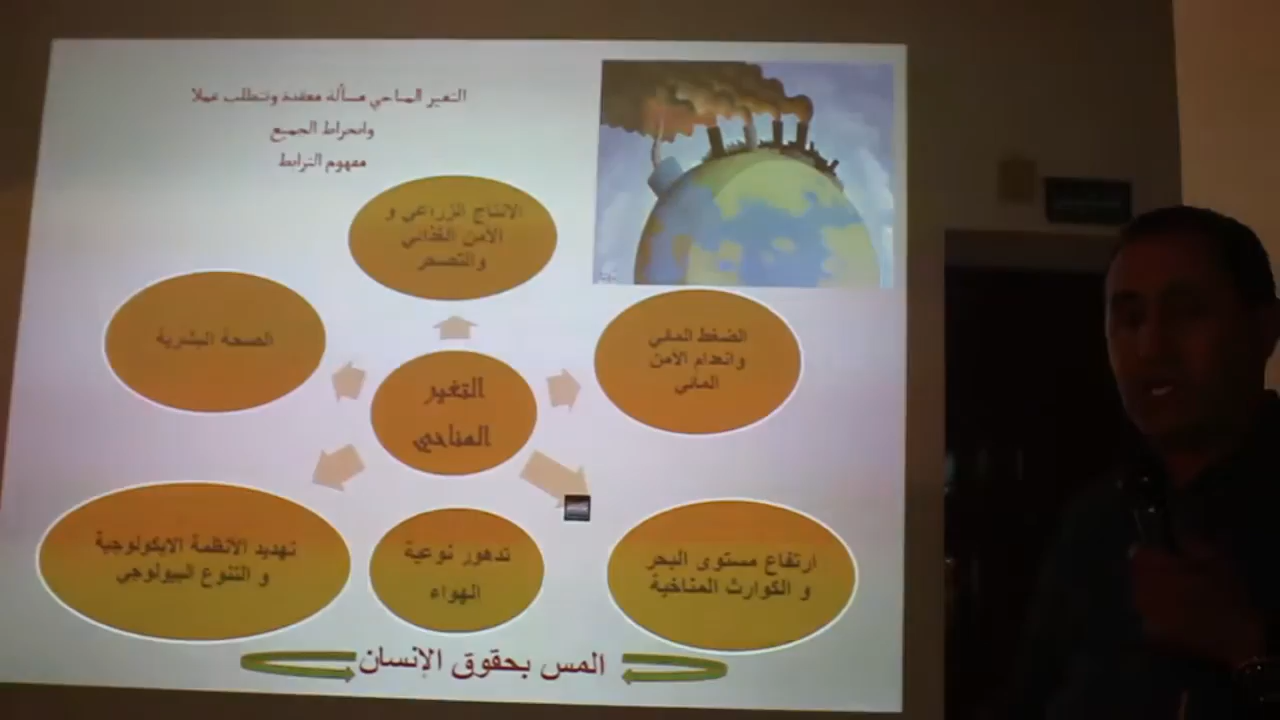 التغير المناخي مسألة معقدة وتتطلب عملا
وانخراط الجميع
مفهوم الترابط
الانتاج الزراعي و
الأمن الغذائي
والتصحر
الضغط المائي
وانعدام الامن
المائي
الصحة البشرية
التغير
المناخي
ارتفاع مستوى البحر
و الكوارث المناخية
تدهور نوعية
الهواء
تهديد الأنظمة الايكولوجية
و التنوع البيولوجي
المس بحقوق الإنسان